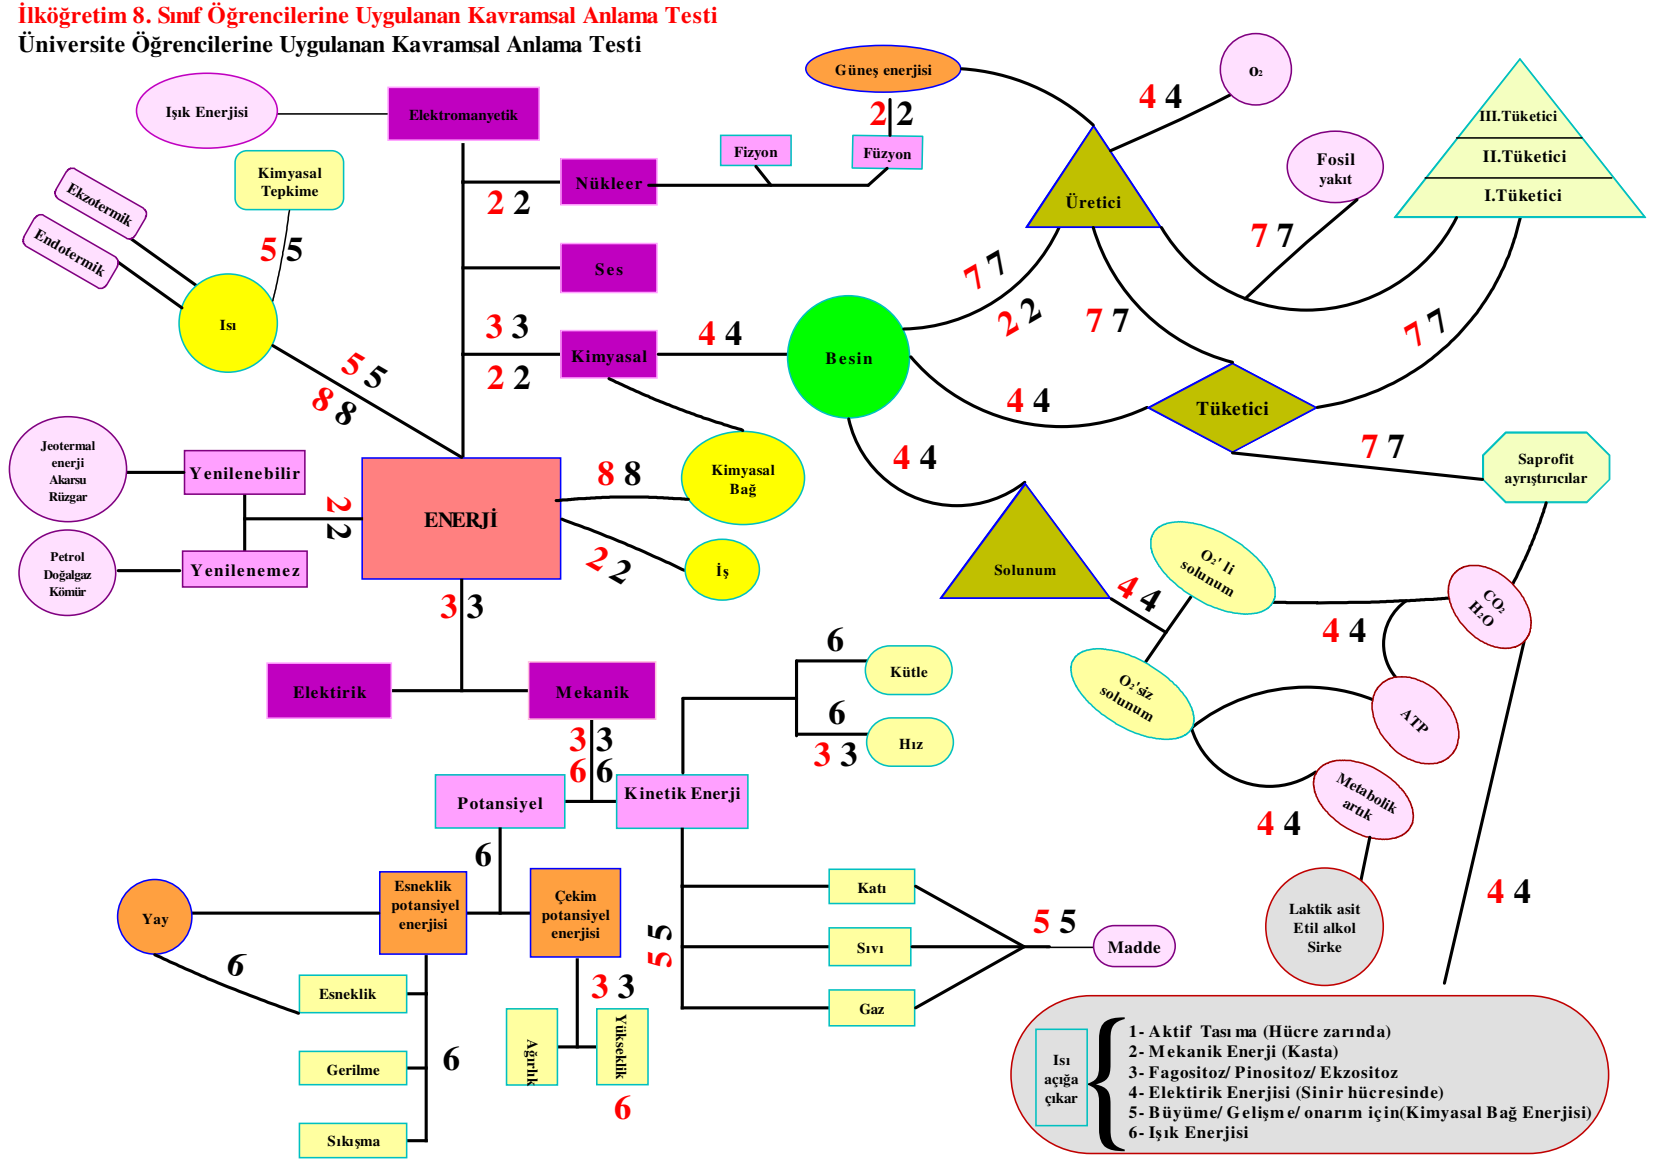 İlköğretim 8. Sınıf Öğrencilerine Uygulanan Kavramsal Anlama Testi
Üniversite Öğrencilerine Uygulanan Kavramsal Anlama Testi
Işık Enerjisi
Elektromanyetik
Güneş enerjisi
2 2
Fizyon
Füzyon
O₂
4 4
III.Tüketici
II.Tüketici
I.Tüketici
Fosil
yakıt
7 7
Kimyasal
Tepkime
Ekzotermik
Endotermik
5 5
Isı
5 5
8 8
Nükleer
2 2
Ses
3 3
Kimyasal
2 2
4 4
Besin
Üretici
7 7
2 2
7 7
7 7
4 4
Tüketici
4 4
7 7
Saprofit
ayrıştırıcılar
Jeotermal
enerji
Akarsu
Rüzgar
Yenilenebilir
2 2
Petrol
Doğalgaz
Kömür
Yenilenemez
ENERJİ
8 8
Kimyasal
Bağ
2 2
İş
3 3
Solunum
4 4
O₂' li
solunum
O₂'siz
solunum
4 4
CO₂
H₂O
ATP
4 4
Metabolik
artık
Laktik asit
Etil alkol
Sirke
4 4
Elektirik
Mekanik
3 3
6 6
6
Kütle
6
3 3
Hız
Potansiyel
Kinetik Enerji
6
Yay
Esneklik
potansiyel
enerjisi
Çekim
potansiyel
enerjisi
6
Esneklik
Gerilme
Sıkışma
6
3 3
Ağırlık
Yükseklik
6
5 5
Katı
Sıvı
Gaz
5 5
Madde
Isı
açığa
çıkar
1- Aktif Tasıma (Hücre zarında)
2- Mekanik Enerji (Kasta)
3- Fagositoz/ Pinositoz/ Ekzositoz
4- Elektirik Enerjisi (Sinir hücresinde)
5- Büyüme/ Gelişme/ onarım için(Kimyasal Bağ Enerjisi)
6- Işık Enerjisi